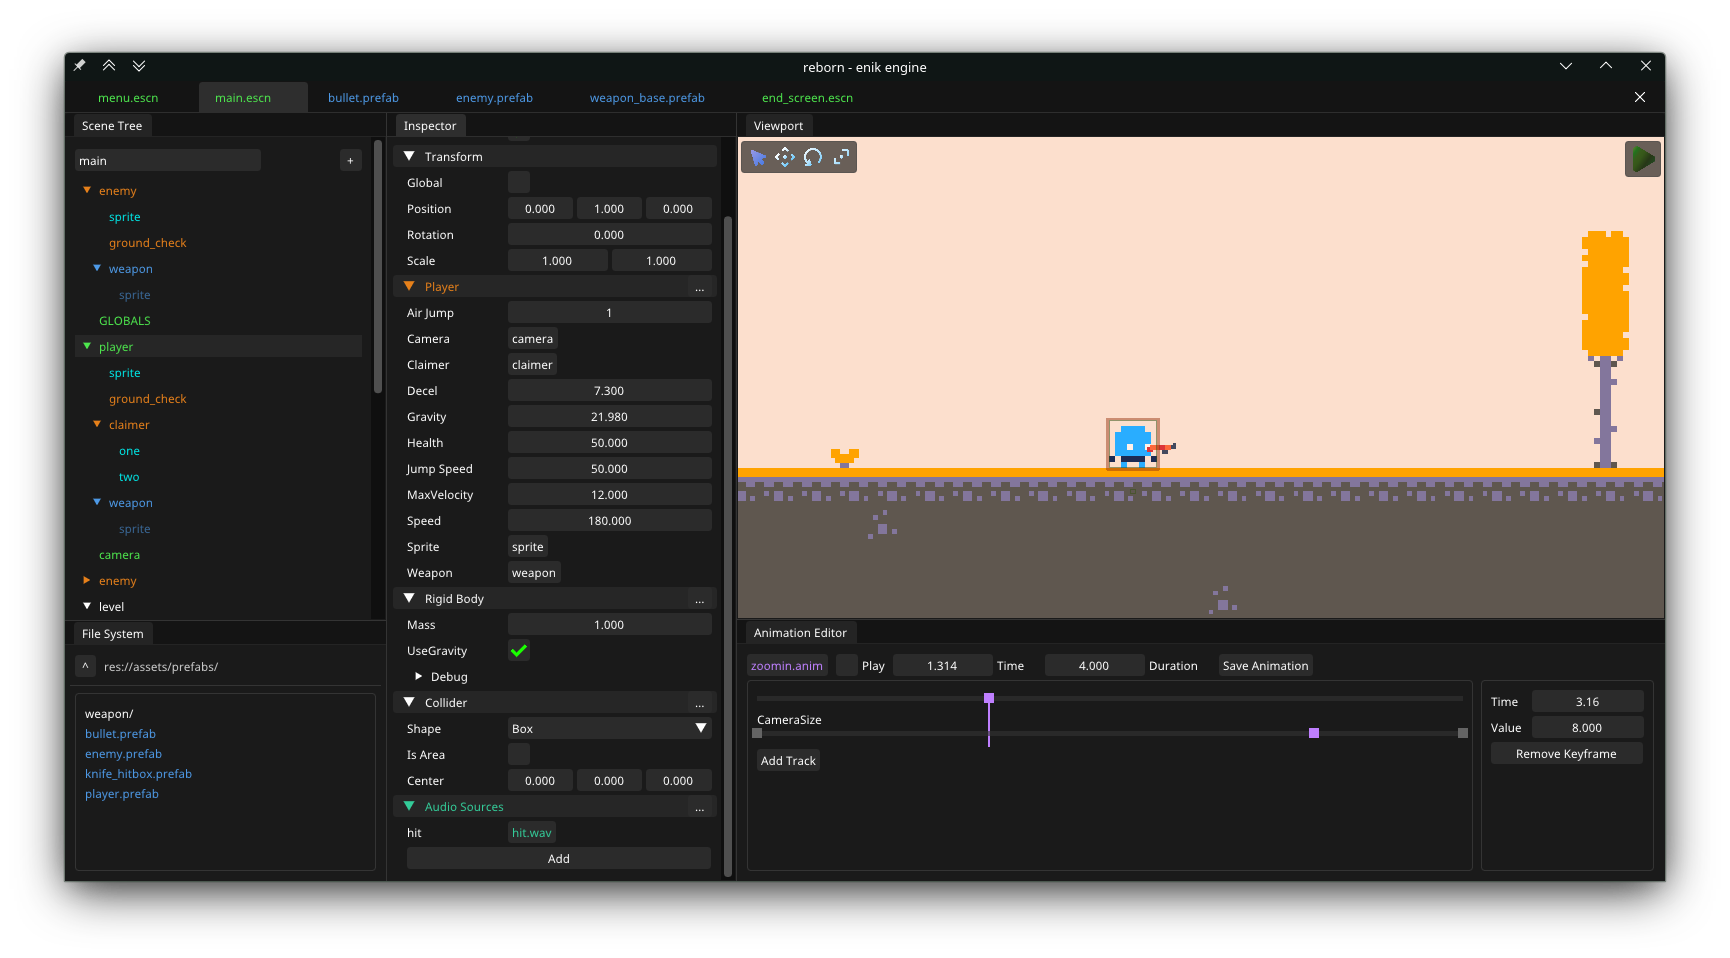 reborn - enik engine
menu.escn main.escn bullet.prefab enemy.prefab weapon_base.prefab end_screen.escn
Scene Tree
main +
enemy
sprite
ground_check
weapon
sprite
GLOBALS
player
sprite
ground_check
claimer
one
two
weapon
sprite
camera
enemy
level
File System
^ res://assets/prefabs/
weapon/
bullet.prefab
enemy.prefab
knife_hitbox.prefab
player.prefab
Inspector
Transform
Global
Position 0.000 1.000 0.000
Rotation 0.000
Scale 1.000 1.000
Player ...
Air Jump 1
Camera camera
Claimer claimer
Decel 7.300
Gravity 21.980
Health 50.000
Jump Speed 50.000
MaxVelocity 12.000
Speed 180.000
Sprite sprite
Weapon weapon
Rigid Body ...
Mass 1.000
UseGravity
Debug
Collider ...
Shape Box
Is Area
Center 0.000 0.000 0.000
Audio Sources ...
hit hit.wav
Add
Viewport
Animation Editor
zoomin.anim Play 1.314 Time 4.000 Duration Save Animation
CameraSize
Add Track
Time 3.16
Value 8.000
Remove Keyframe